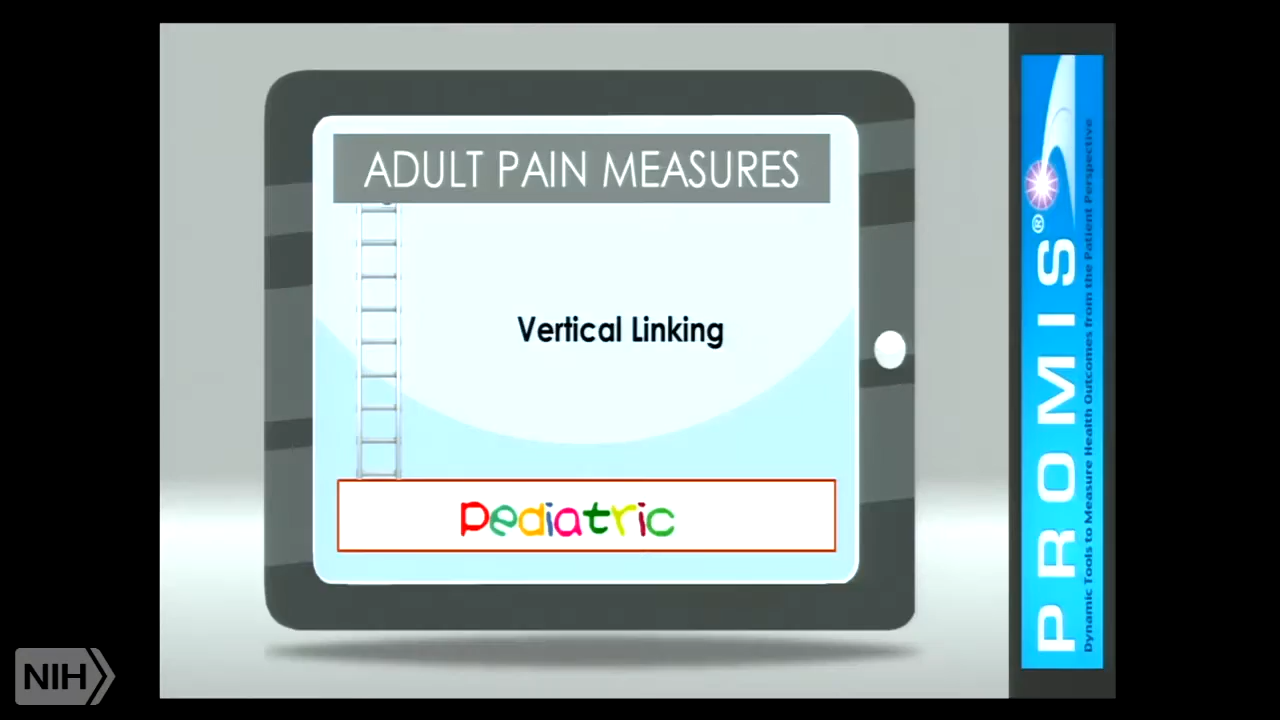 ADULT PAIN MEASURES
Vertical Linking
Pediatric
PROMIS®
Dynamic Tools to Measure Health Outcomes from the Patient Perspective
NIH